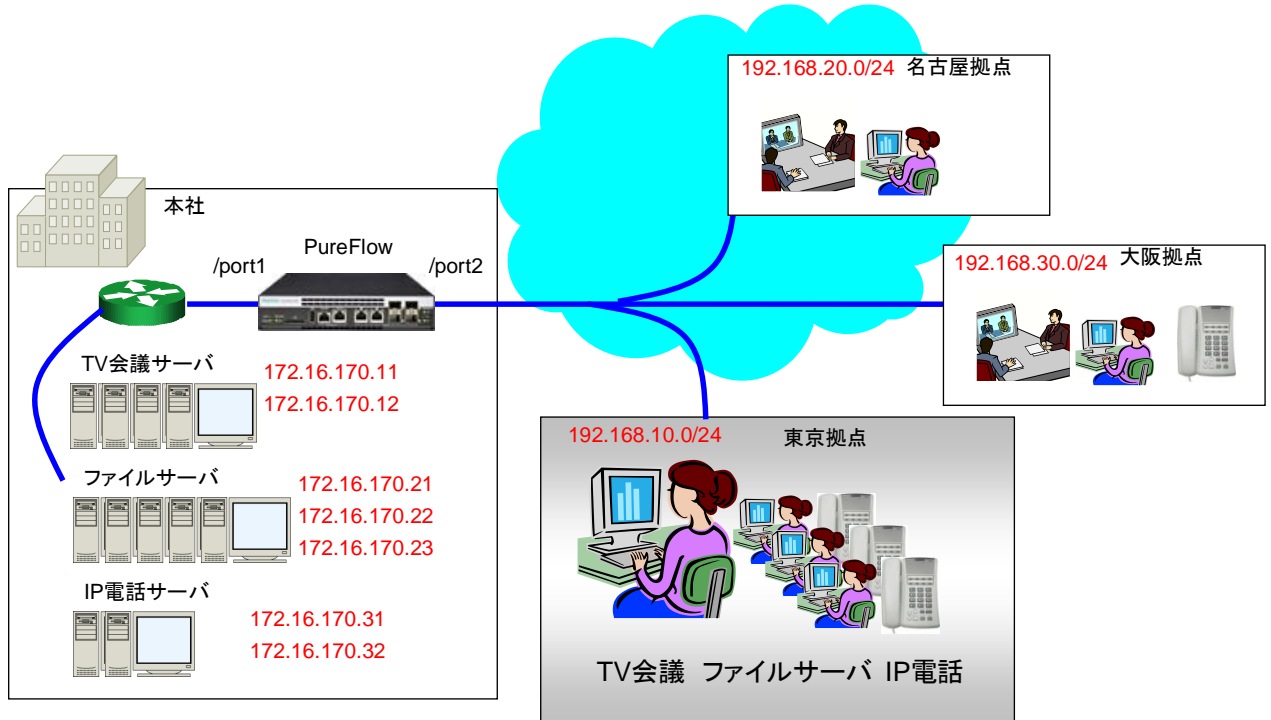 192.168.20.0/24 名古屋拠点
本社
PureFlow
/port1
/port2
192.168.30.0/24 大阪拠点
TV会議サーバ
172.16.170.11
172.16.170.12
192.168.10.0/24 東京拠点
ファイルサーバ
172.16.170.21
172.16.170.22
172.16.170.23
IP電話サーバ
172.16.170.31
172.16.170.32
TV会議 ファイルサーバ IP電話